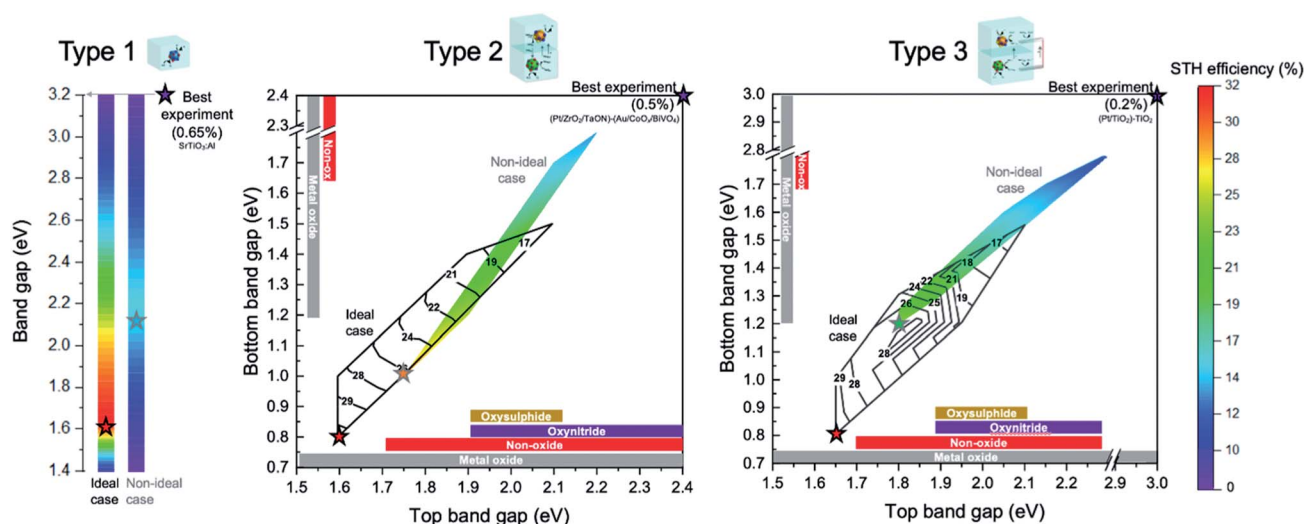 Type 1
3.2
3.0
2.8
2.6
2.4
2.2
2.0
1.8
1.6
1.4
Band gap (eV)
Ideal
case
Non-ideal
case
Best
experiment
(0.65%)
SrTiO₃:Al
Type 2
2.4
2.3
1.7
1.6
1.5
1.4
1.3
1.2
1.1
1.0
0.9
0.8
0.7
Bottom band gap (eV)
Metal oxide
Non-ox
Best experiment
(0.5%)
(Pt/ZrO₂/TaON)-(Au/CoOₓ/BiVO₄)
Non-ideal
case
Ideal
case
17
19
21
22
24
28
29
Oxysulphide
Oxynitride
Non-oxide
Metal oxide
1.5 1.6 1.7 1.8 1.9 2.0 2.1 2.2 2.3 2.4
Top band gap (eV)
Type 3
3.0
2.9
2.8
1.7
1.6
1.5
1.4
1.3
1.2
1.1
1.0
0.9
0.8
0.7
Bottom band gap (eV)
Metal oxide
Non-ox
Best experiment
(0.2%)
(Pt/TiO₂)-TiO₂
Non-ideal
case
Ideal
case
17
18
21
22
24
19
25
26
28
29
28
Oxysulphide
Oxynitride
Non-oxide
Metal oxide
1.5 1.6 1.7 1.8 1.9 2.0 2.1 2.2 2.9 3.0
Top band gap (eV)
STH efficiency (%)
32
28
26
25
23
21
19
17
18
14
12
10
0